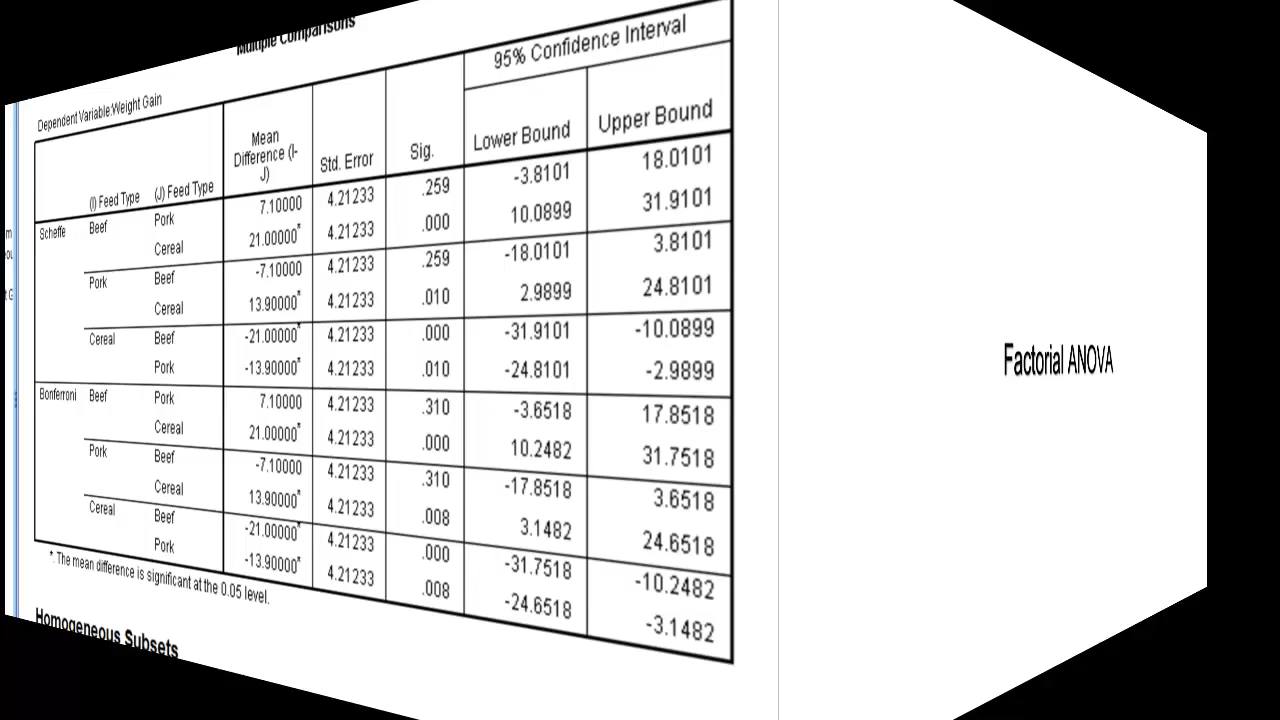 Multiple Comparisons
Dependent Variable:Weight Gain
95% Confidence Interval
(I) Feed Type (J) Feed Type Mean Difference (I-J) Std. Error Sig. Lower Bound Upper Bound
Scheffe Beef Pork 7.10000 4.21233 .259 -3.8101 18.0101
Cereal 21.00000* 4.21233 .000 10.0899 31.9101
Pork Beef -7.10000 4.21233 .259 -18.0101 3.8101
Cereal 13.90000* 4.21233 .010 2.9899 24.8101
Cereal Beef -21.00000* 4.21233 .000 -31.9101 -10.0899
Pork -13.90000* 4.21233 .010 -24.8101 -2.9899
Bonferroni Beef Pork 7.10000 4.21233 .310 -3.6518 17.8518
Cereal 21.00000* 4.21233 .000 10.2482 31.7518
Pork Beef -7.10000 4.21233 .310 -17.8518 3.6518
Cereal 13.90000* 4.21233 .008 3.1482 24.6518
Cereal Beef -21.00000* 4.21233 .000 -31.7518 -10.2482
Pork -13.90000* 4.21233 .008 -24.6518 -3.1482
*. The mean difference is significant at the 0.05 level.
Homogeneous Subsets
Factorial ANOVA